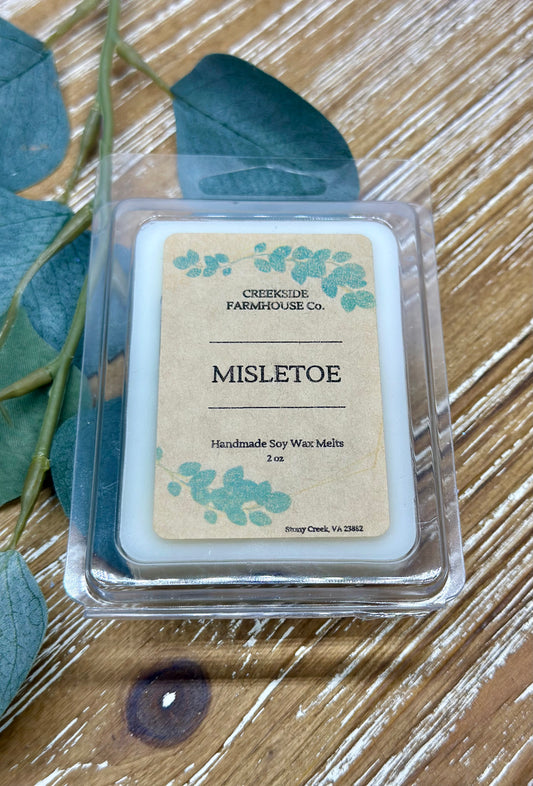 CREEKSIDE
FARMHOUSE Co.
MISLETOE
Handmade Soy Wax Melts
2 oz
Stony Creek, VA 23882